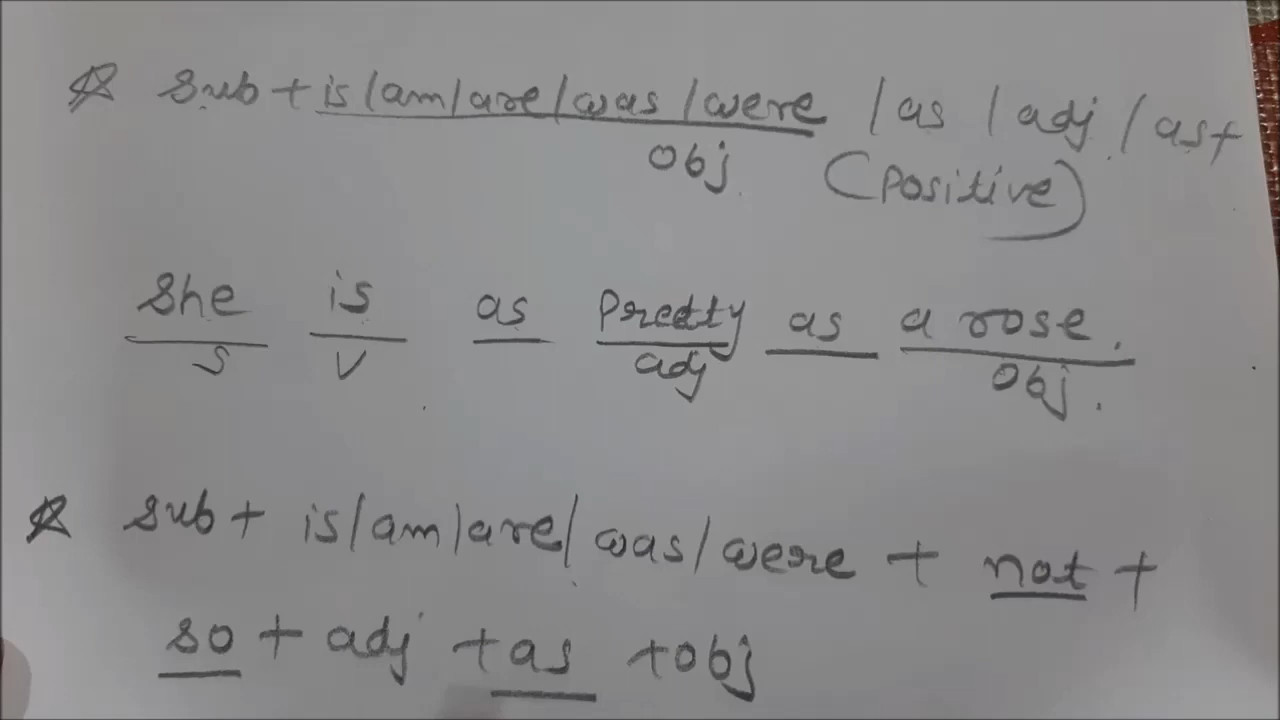 ☆ sub + is/am/are/was/were /as /adj /as+
obj (positive)
She is as Pretty as a rose.
S V adj obj.
☆ sub + is/am/are/was/were + not +
so + adj + as + obj